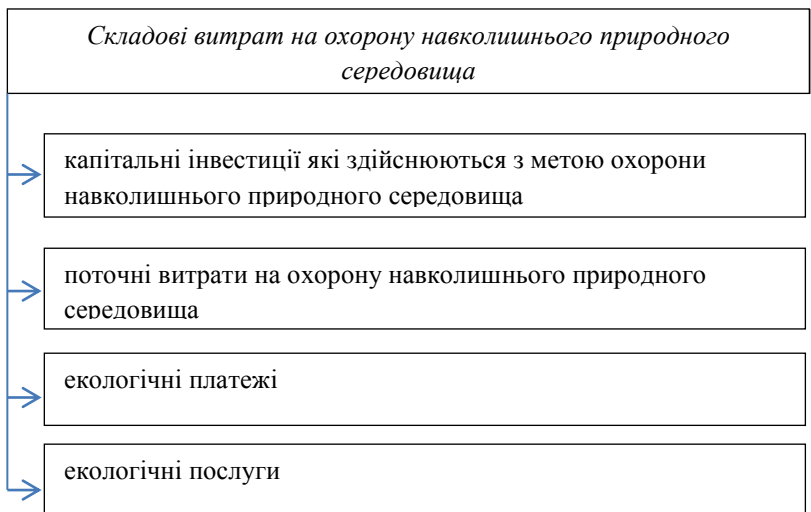 Складові витрат на охорону навколишнього природного
середовища
капітальні інвестиції які здійснюються з метою охорони
навколишнього природного середовища
поточні витрати на охорону навколишнього природного
середовища
екологічні платежі
екологічні послуги